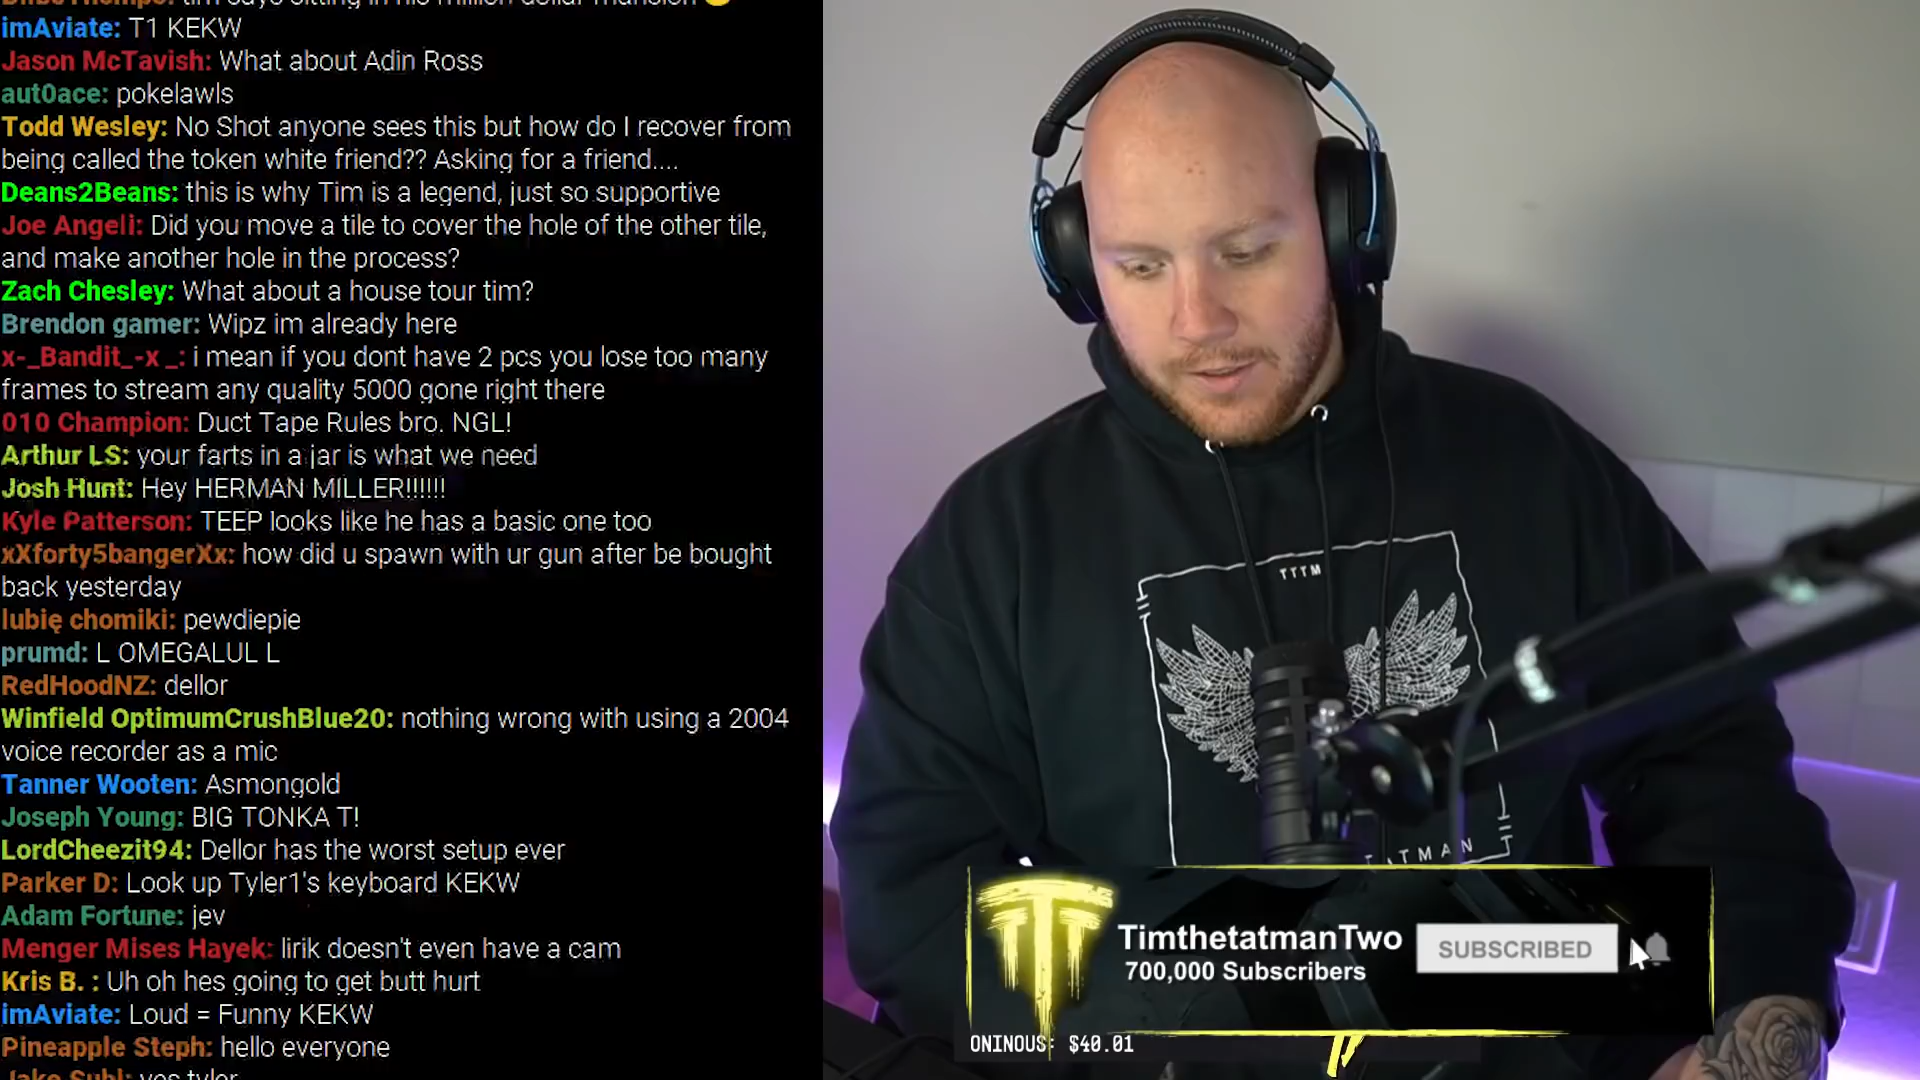 tim says sitting in his million dollar mansion
imAviate: T1 KEKW
Jason McTavish: What about Adin Ross
aut0ace: pokelawls
Todd Wesley: No Shot anyone sees this but how do I recover from
being called the token white friend?? Asking for a friend....
Deans2Beans: this is why Tim is a legend, just so supportive
Joe Angeli: Did you move a tile to cover the hole of the other tile,
and make another hole in the process?
Zach Chesley: What about a house tour tim?
Brendon gamer: Wipz im already here
x-_Bandit_-x _: i mean if you dont have 2 pcs you lose too many
frames to stream any quality 5000 gone right there
010 Champion: Duct Tape Rules bro. NGL!
Arthur LS: your farts in a jar is what we need
Josh Hunt: Hey HERMAN MILLER!!!!!!
Kyle Patterson: TEEP looks like he has a basic one too
xXforty5bangerXx: how did u spawn with ur gun after be bought
back yesterday
lubię chomiki: pewdiepie
prumd: L OMEGALUL L
RedHoodNZ: dellor
Winfield OptimumCrushBlue20: nothing wrong with using a 2004
voice recorder as a mic
Tanner Wooten: Asmongold
Joseph Young: BIG TONKA T!
LordCheezit94: Dellor has the worst setup ever
Parker D: Look up Tyler1's keyboard KEKW
Adam Fortune: jev
Menger Mises Hayek: lirik doesn't even have a cam
Kris B. : Uh oh hes going to get butt hurt
imAviate: Loud = Funny KEKW
Pineapple Steph: hello everyone
yes tyler
TTTM
TATMAN
TimthetatmanTwo
700,000 Subscribers
SUBSCRIBED
ONINOUS: $40.01